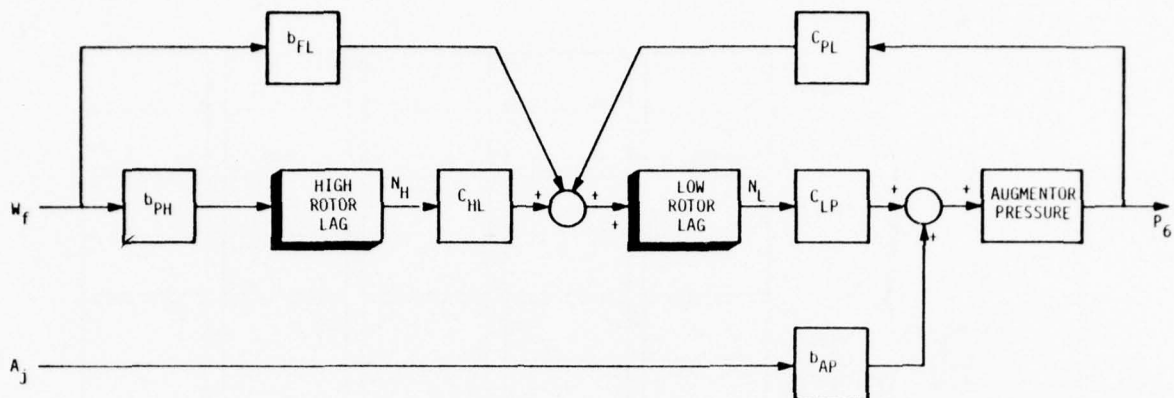 b_FL
C_PL
W_f
b_PH
HIGH
ROTOR
LAG
N_H
C_HL
+
+
+
+
LOW
ROTOR
LAG
N_L
C_LP
+
+
+
AUGMENTOR
PRESSURE
P_6
A_j
b_AP